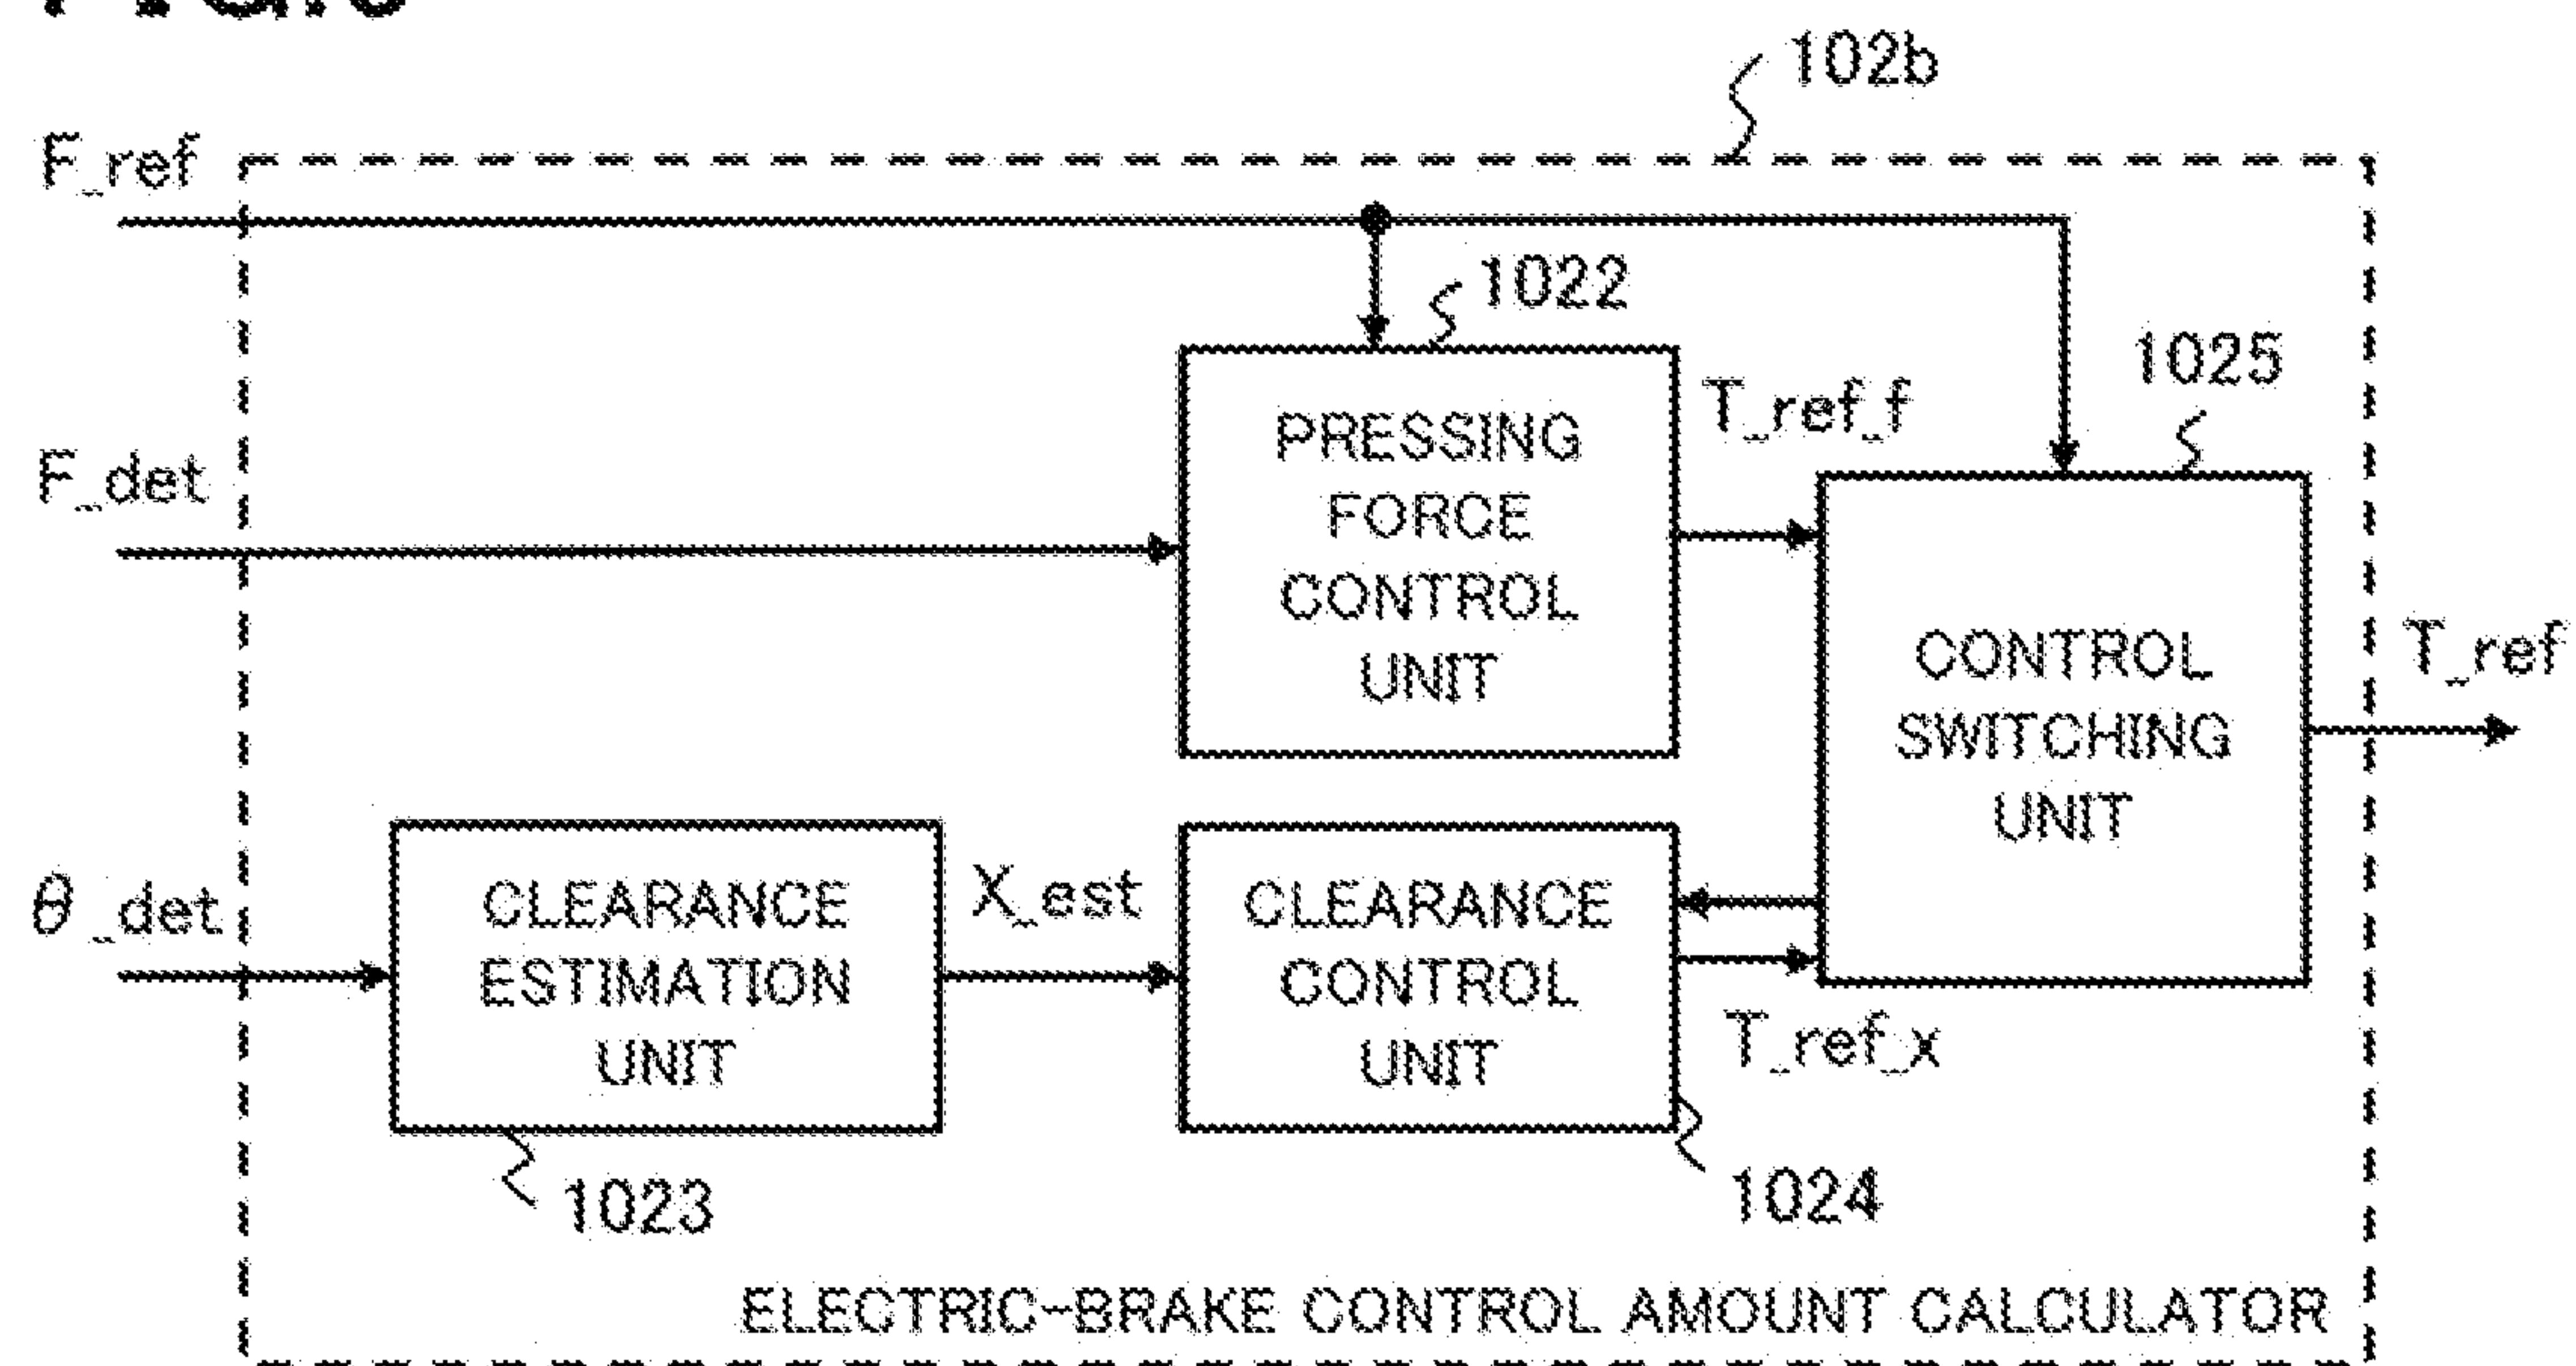 102b
F_ref
1022
1025
T_ref_f
PRESSING
FORCE
CONTROL
UNIT
F_det
CONTROL
SWITCHING
UNIT
T_ref
θ_det
CLEARANCE
ESTIMATION
UNIT
X_est
CLEARANCE
CONTROL
UNIT
T_ref_x
1023
1024
ELECTRIC-BRAKE CONTROL AMOUNT CALCULATOR